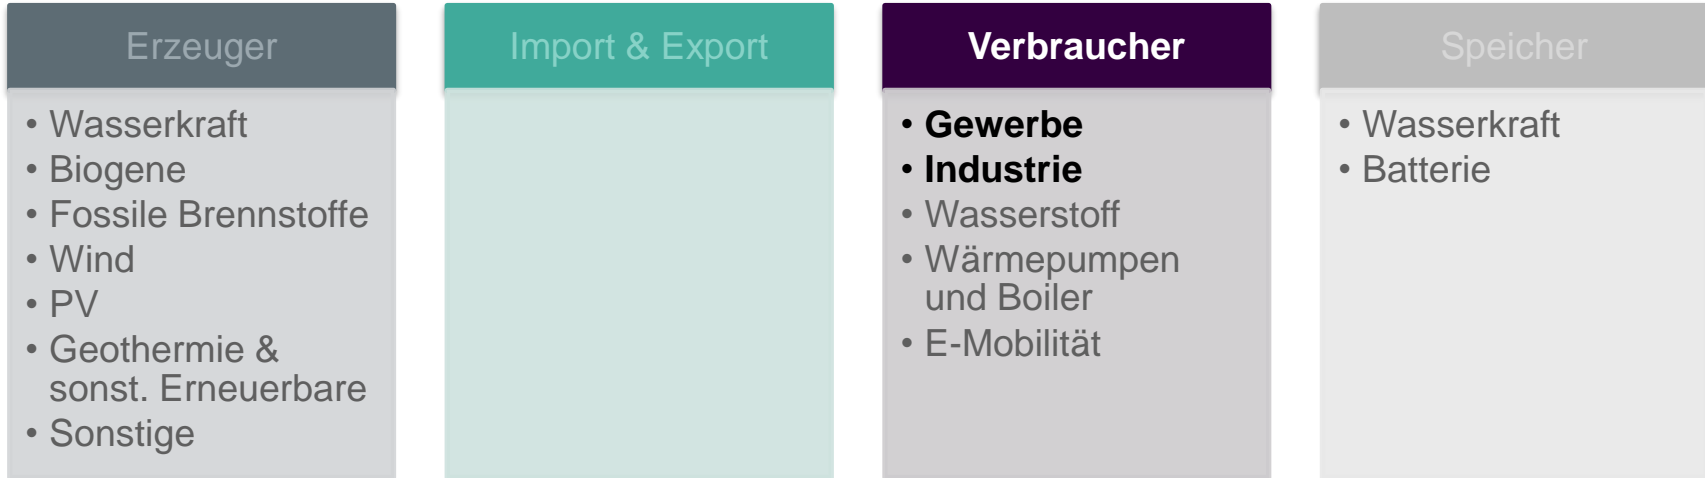 Erzeuger
• Wasserkraft
• Biogene
• Fossile Brennstoffe
• Wind
• PV
• Geothermie &
sonst. Erneuerbare
• Sonstige
Import & Export
Verbraucher
• Gewerbe
• Industrie
• Wasserstoff
• Wärmepumpen
und Boiler
• E-Mobilität
Speicher
• Wasserkraft
• Batterie